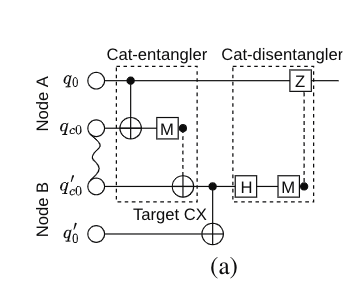 Cat-entangler Cat-disentangler
Node A
q0 Z
qc0 M
Node B
q'c0 H M
Target CX
q'0
(a)